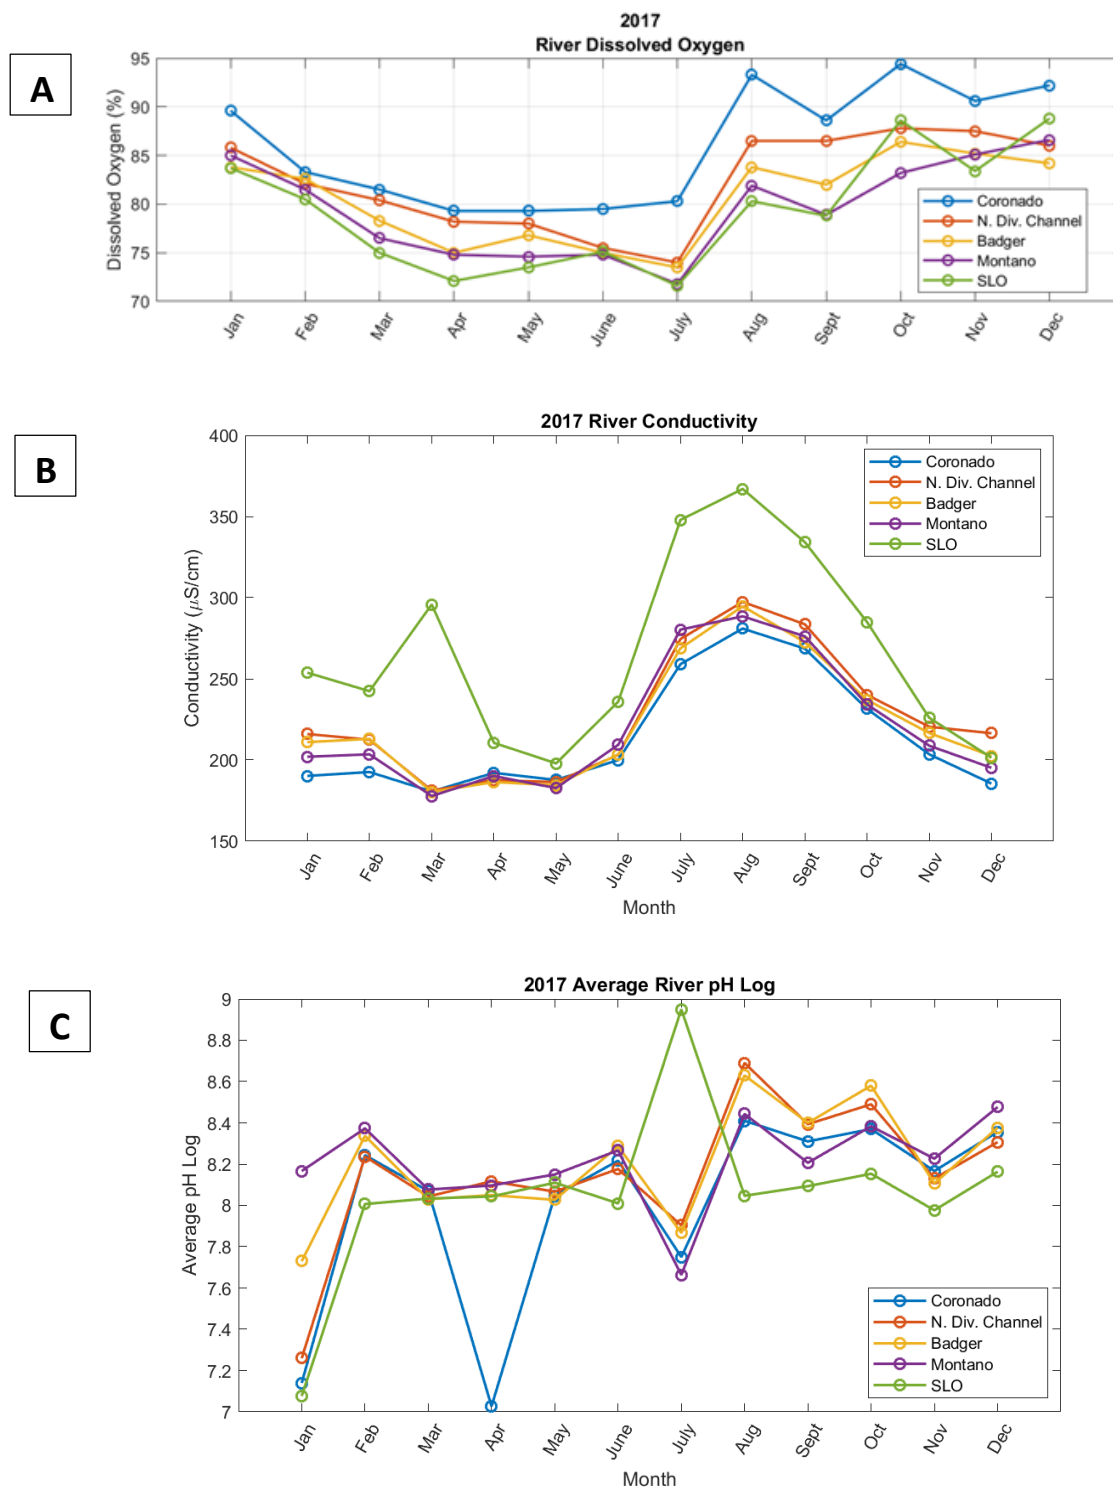 A
2017
River Dissolved Oxygen
Dissolved Oxygen (%)
95
90
85
80
75
70
Coronado
N. Div. Channel
Badger
Montano
SLO
Jan Feb Mar Apr May June July Aug Sept Oct Nov Dec
B
2017 River Conductivity
Conductivity (μS/cm)
400
350
300
250
200
150
Coronado
N. Div. Channel
Badger
Montano
SLO
Jan Feb Mar Apr May June July Aug Sept Oct Nov Dec
Month
C
2017 Average River pH Log
Average pH Log
9
8.8
8.6
8.4
8.2
8
7.8
7.6
7.4
7.2
7
Coronado
N. Div. Channel
Badger
Montano
SLO
Jan Feb Mar Apr May June July Aug Sept Oct Nov Dec
Month